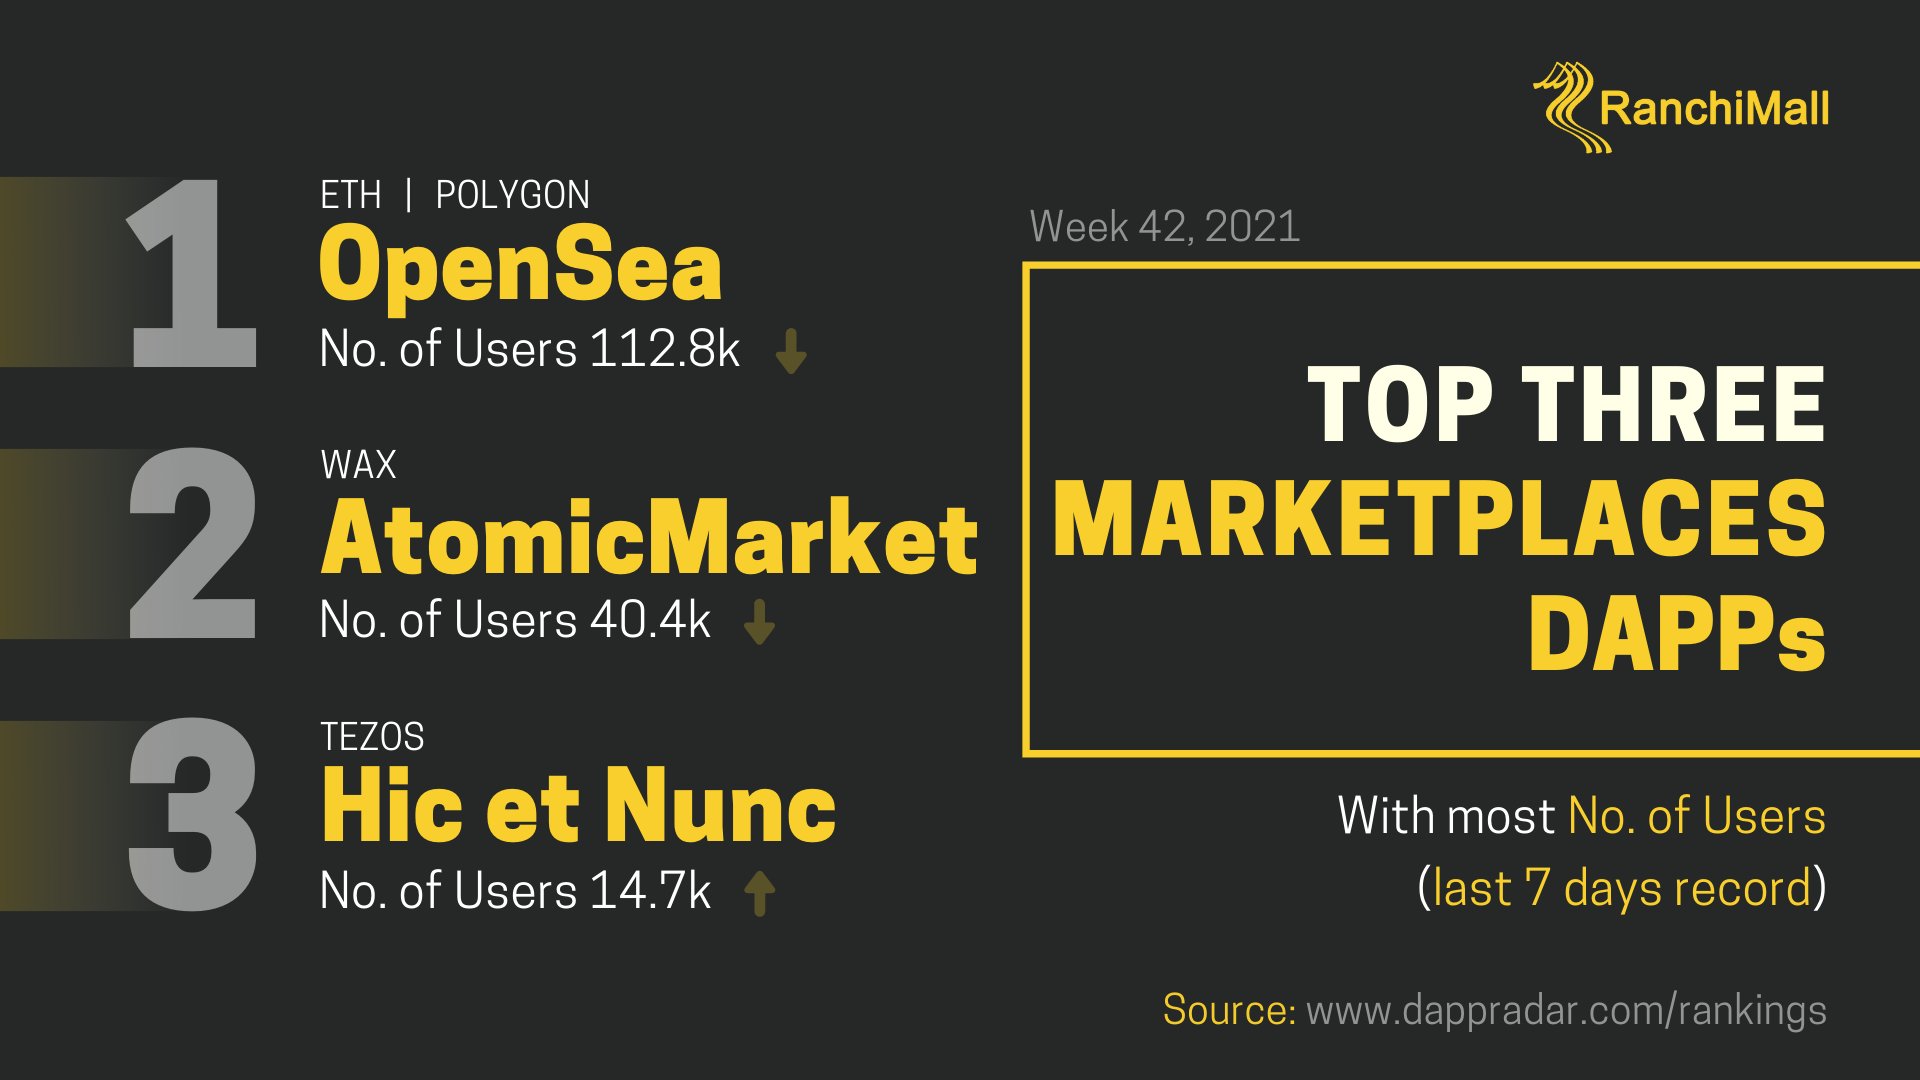 RanchiMall
1
ETH | POLYGON
OpenSea
No. of Users 112.8k
2
WAX
AtomicMarket
No. of Users 40.4k
3
TEZOS
Hic et Nunc
No. of Users 14.7k
Week 42, 2021
TOP THREE
MARKETPLACES
DAPPs
With most No. of Users
(last 7 days record)
Source: www.dappradar.com/rankings